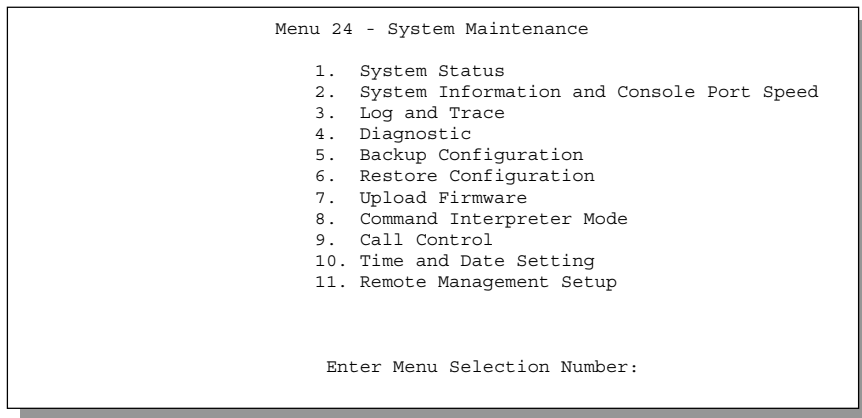 Menu 24 - System Maintenance
1. System Status
2. System Information and Console Port Speed
3. Log and Trace
4. Diagnostic
5. Backup Configuration
6. Restore Configuration
7. Upload Firmware
8. Command Interpreter Mode
9. Call Control
10. Time and Date Setting
11. Remote Management Setup
Enter Menu Selection Number: